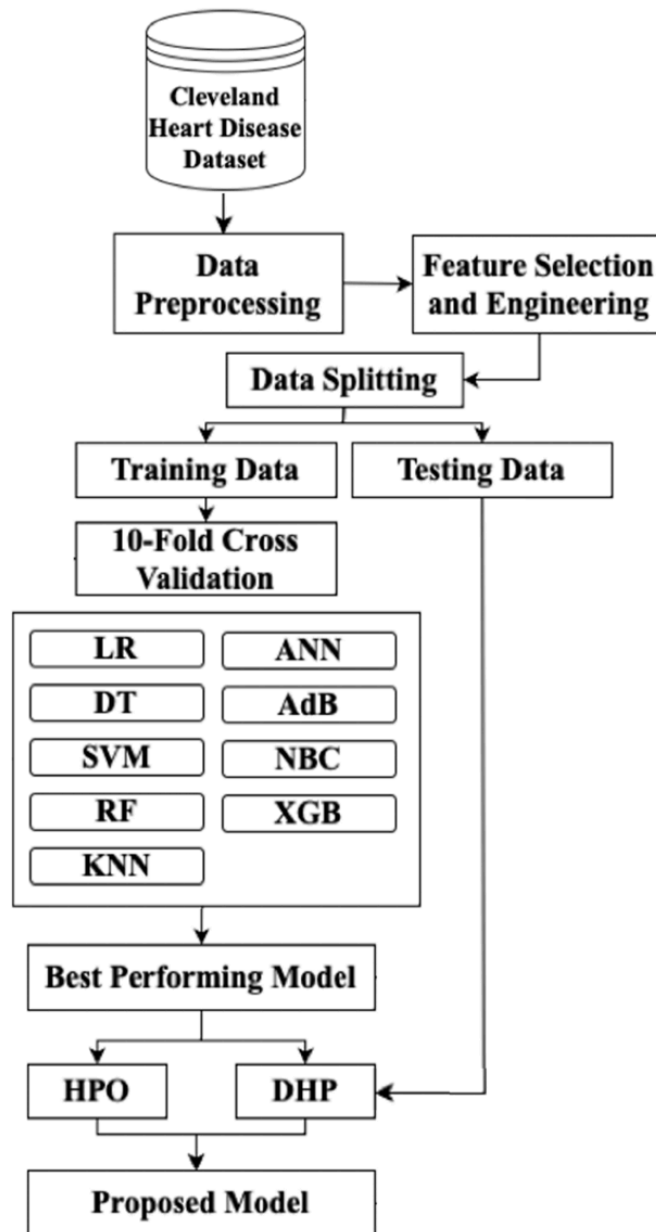 Cleveland
Heart Disease
Dataset
Data
Preprocessing
Feature Selection
and Engineering
Data Splitting
Training Data
Testing Data
10-Fold Cross
Validation
LR
ANN
DT
AdB
SVM
NBC
RF
XGB
KNN
Best Performing Model
HPO
DHP
Proposed Model